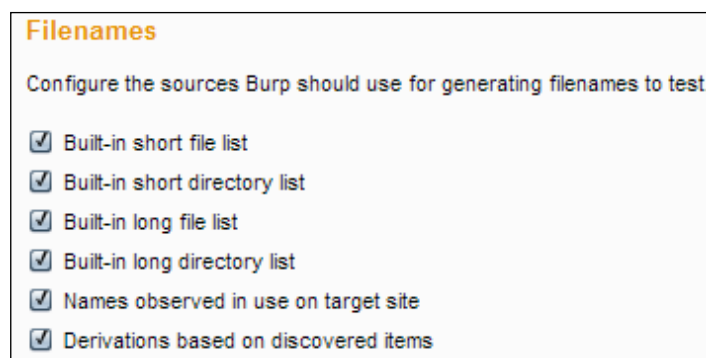 Filenames
Configure the sources Burp should use for generating filenames to test
Built-in short file list
Built-in short directory list
Built-in long file list
Built-in long directory list
Names observed in use on target site
Derivations based on discovered items